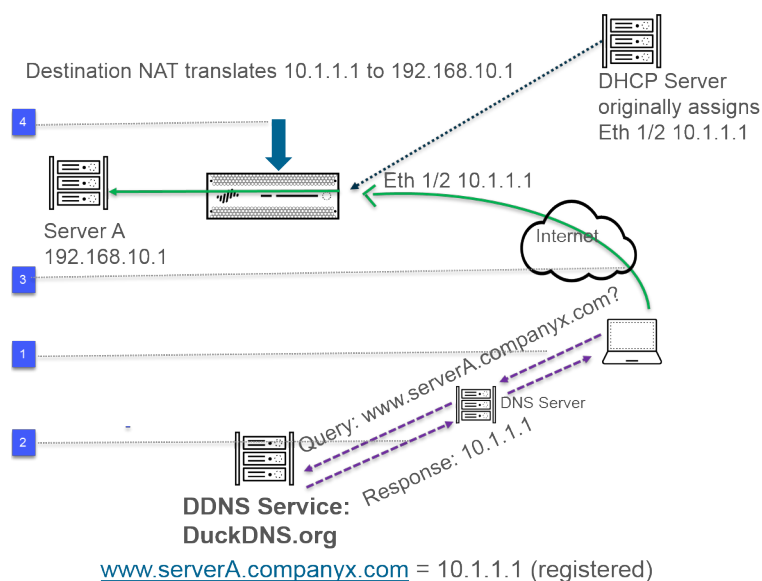 Destination NAT translates 10.1.1.1 to 192.168.10.1
DHCP Server
originally assigns
Eth 1/2 10.1.1.1
4
Eth 1/2 10.1.1.1
Server A
192.168.10.1
Internet
3
1
Query: www.serverA.companyx.com?
DNS Server
2
Response: 10.1.1.1
DDNS Service:
DuckDNS.org
www.serverA.companyx.com = 10.1.1.1 (registered)